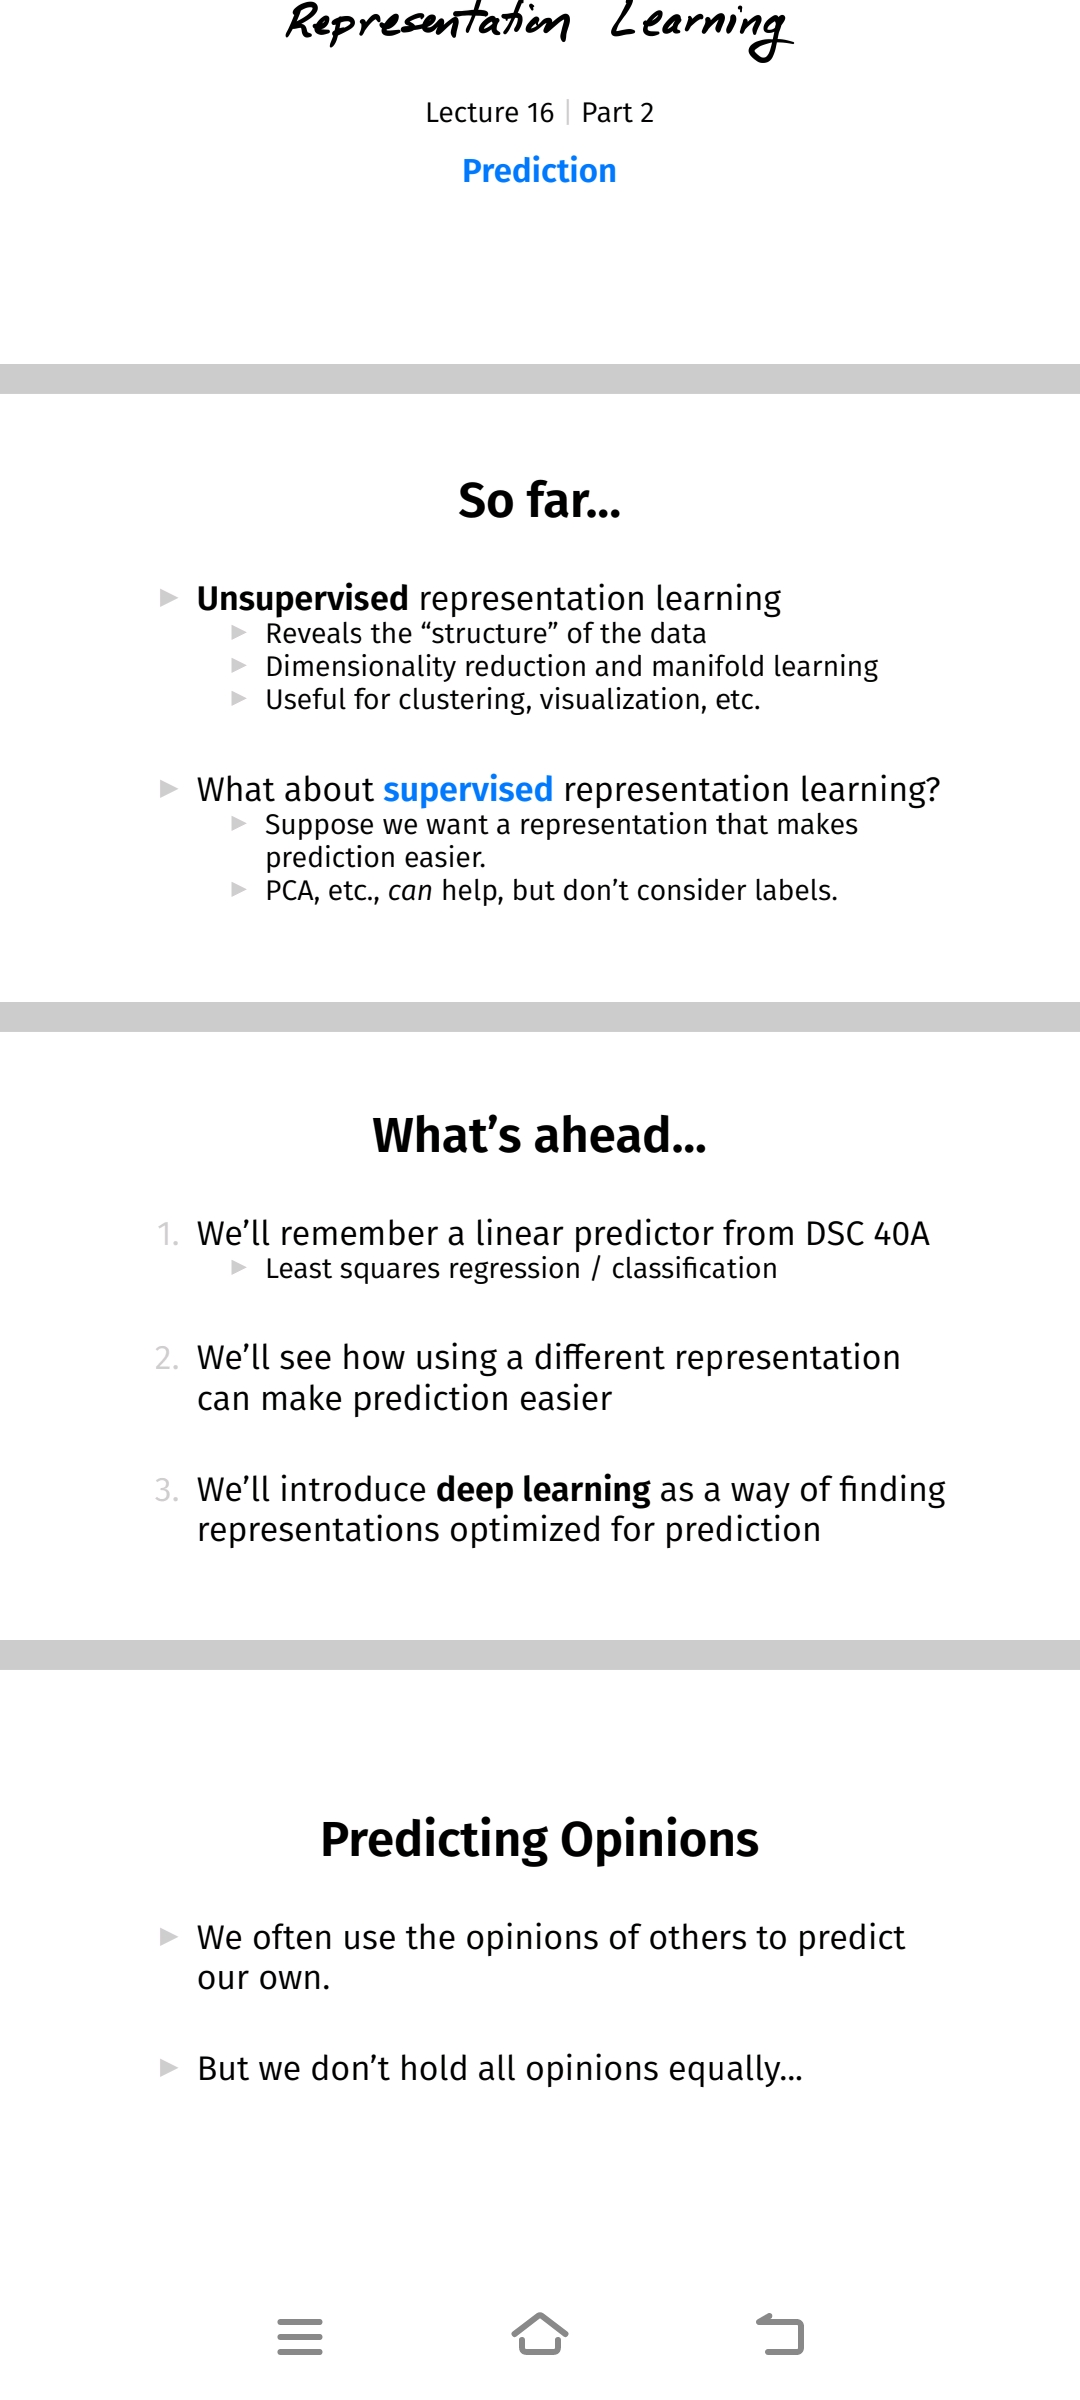 Representation Learning
Lecture 16 | Part 2
Prediction
So far...
Unsupervised representation learning
Reveals the “structure” of the data
Dimensionality reduction and manifold learning
Useful for clustering, visualization, etc.
What about supervised representation learning?
Suppose we want a representation that makes
prediction easier.
PCA, etc., can help, but don’t consider labels.
What’s ahead...
1. We’ll remember a linear predictor from DSC 40A
Least squares regression / classification
2. We’ll see how using a different representation
can make prediction easier
3. We’ll introduce deep learning as a way of finding
representations optimized for prediction
Predicting Opinions
We often use the opinions of others to predict
our own.
But we don’t hold all opinions equally...